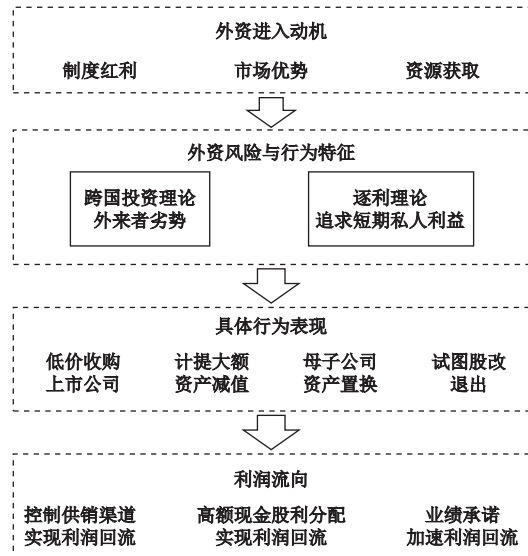 外资进入动机
制度红利 市场优势 资源获取
外资风险与行为特征
跨国投资理论
外来者劣势
逐利理论
追求短期私人利益
具体行为表现
低价收购
上市公司
计提大额
资产减值
母子公司
资产置换
试图股改
退出
利润流向
控制供销渠道
实现利润回流
高额现金股利分配
实现利润回流
业绩承诺
加速利润回流